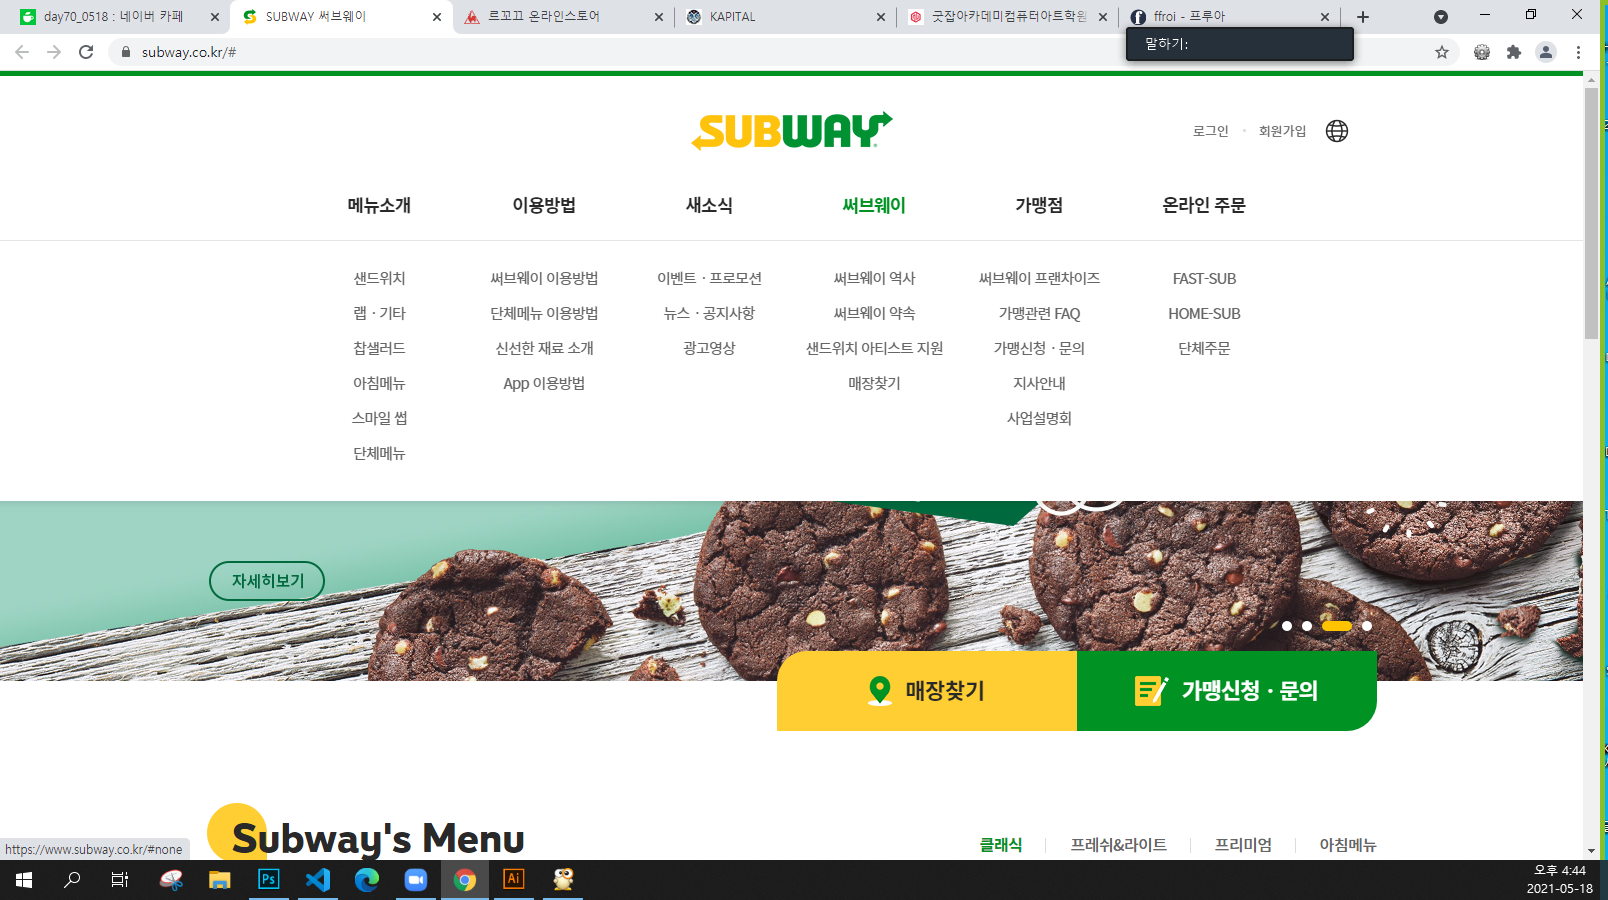 day70_0518 : 네이버 카페
SUBWAY 써브웨이
르꼬끄 온라인스토어
KAPITAL
굿잡아카데미컴퓨터아트학원
ffroi - 프루아
말하기:
subway.co.kr/#
SUBWAY
로그인
회원가입
메뉴소개 이용방법 새소식 써브웨이 가맹점 온라인 주문
샌드위치 써브웨이 이용방법 이벤트 · 프로모션 써브웨이 역사 써브웨이 프랜차이즈 FAST-SUB
랩 · 기타 단체메뉴 이용방법 뉴스 · 공지사항 써브웨이 약속 가맹관련 FAQ HOME-SUB
찹샐러드 신선한 재료 소개 광고영상 샌드위치 아티스트 지원 가맹신청 · 문의 단체주문
아침메뉴 App 이용방법 매장찾기 지사안내
스마일 썹 사업설명회
단체메뉴
자세히보기
매장찾기
가맹신청 · 문의
Subway's Menu
클래식 프레쉬&라이트 프리미엄 아침메뉴
https://www.subway.co.kr/#none
Ps
Ai
오후 4:44
2021-05-18